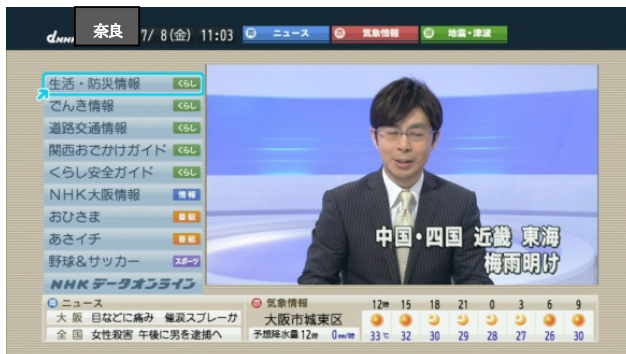 dNHK 奈良 7/ 8(金) 11:03 青 ニュース 赤 気象情報 緑 地震・津波
生活・防災情報 くらし
でんき情報 くらし
道路交通情報 くらし
関西おでかけガイド くらし
くらし安全ガイド くらし
NHK大阪情報 情報
おひさま 番組
あさイチ 番組
野球&サッカー スポーツ
NHKデータオンライン
中国・四国 近畿 東海
梅雨明け
青 ニュース
大 阪 目などに痛み 催涙スプレーか
全 国 女性殺害 午後に男を逮捕へ
赤 気象情報 12時 15 18 21 0 3 6 9
大阪市城東区
予想降水量12時 0mm/時 33℃ 32 30 29 28 27 26 30